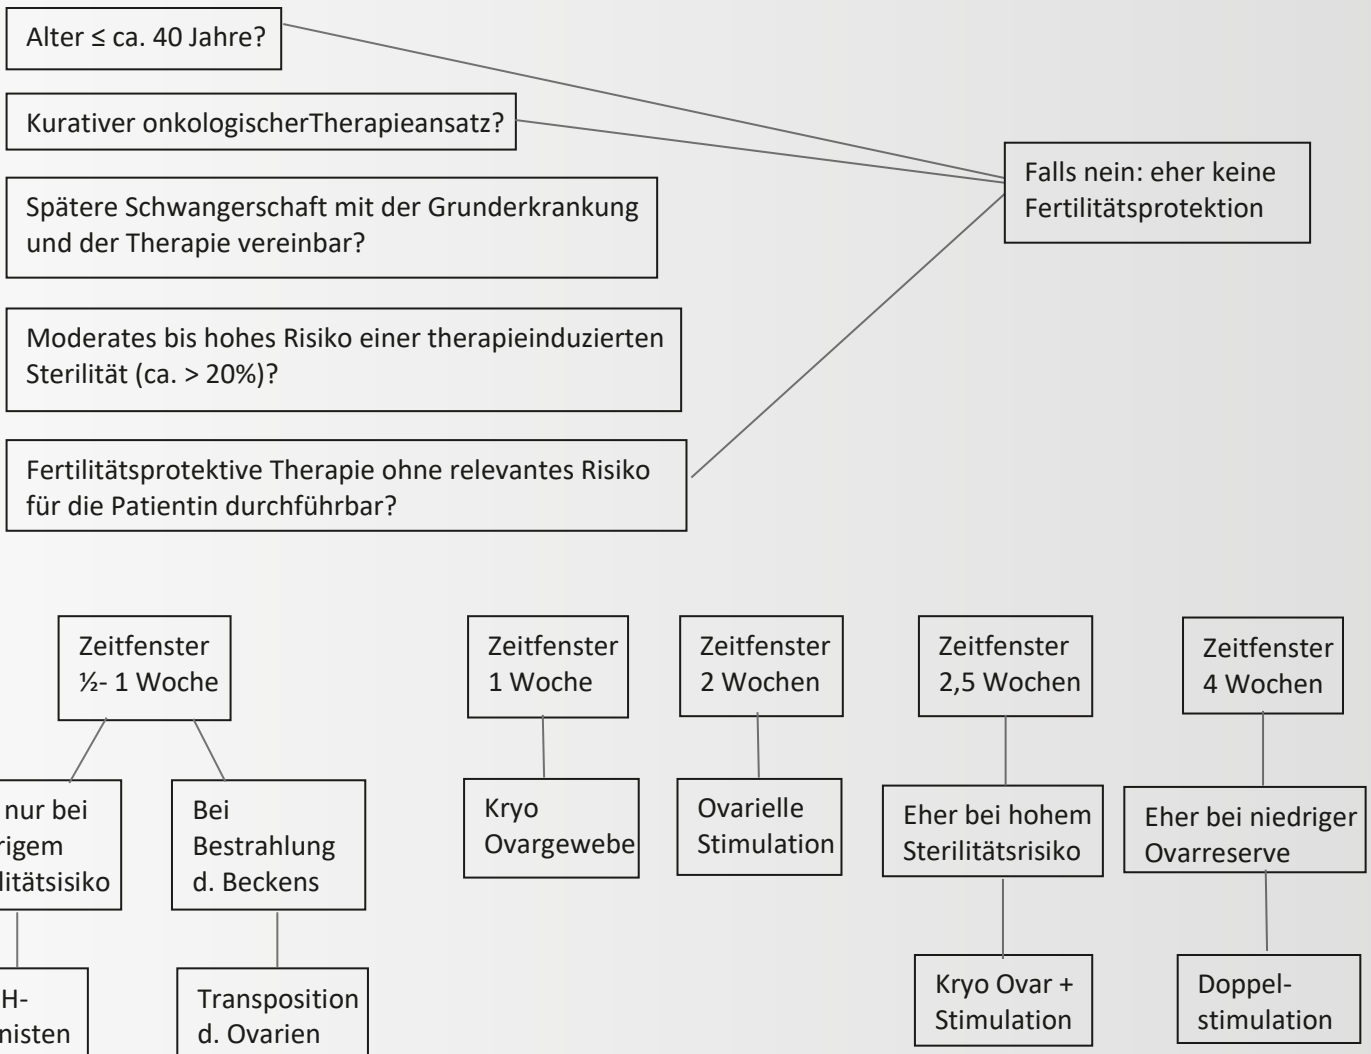 Alter ≤ ca. 40 Jahre?
Kurativer onkologischerTherapieansatz?
Falls nein: eher keine
Fertilitätsprotektion
Spätere Schwangerschaft mit der Grunderkrankung
und der Therapie vereinbar?
Moderates bis hohes Risiko einer therapieinduzierten
Sterilität (ca. > 20%)?
Fertilitätsprotektive Therapie ohne relevantes Risiko
für die Patientin durchführbar?
Zeitfenster
½- 1 Woche
Zeitfenster
1 Woche
Zeitfenster
2 Wochen
Zeitfenster
2,5 Wochen
Zeitfenster
4 Wochen
nur bei
rigem
litätsisiko
Bei
Bestrahlung
d. Beckens
Kryo
Ovargewebe
Ovarielle
Stimulation
Eher bei hohem
Sterilitätsrisiko
Eher bei niedriger
Ovarreserve
H-
nisten
Transposition
d. Ovarien
Kryo Ovar +
Stimulation
Doppel-
stimulation